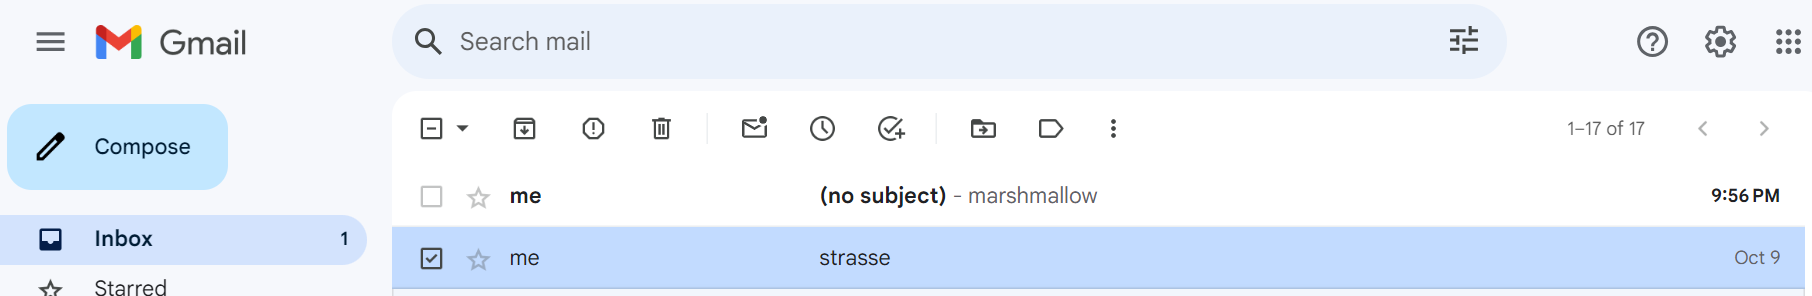 Gmail
Search mail
Compose
1–17 of 17
me (no subject) - marshmallow 9:56 PM
Inbox 1
me strasse Oct 9
Starred